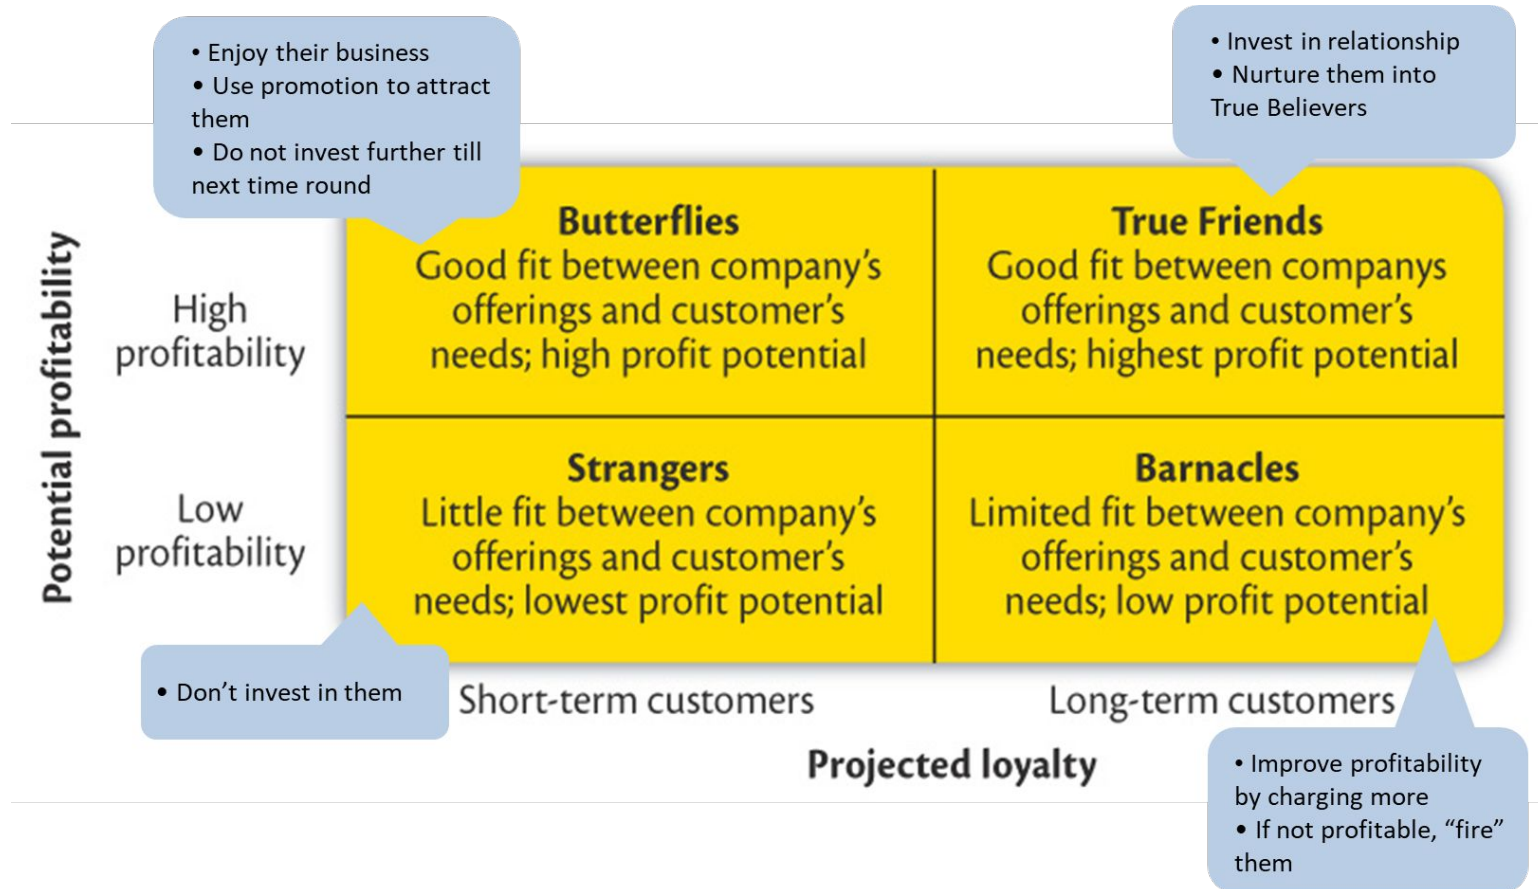 • Enjoy their business
• Use promotion to attract
them
• Do not invest further till
next time round
• Invest in relationship
• Nurture them into
True Believers
Potential profitability
High
profitability
Butterflies
Good fit between company’s
offerings and customer’s
needs; high profit potential
True Friends
Good fit between companys
offerings and customer’s
needs; highest profit potential
Low
profitability
Strangers
Little fit between company’s
offerings and customer’s
needs; lowest profit potential
Barnacles
Limited fit between company’s
offerings and customer’s
needs; low profit potential
• Don’t invest in them
Short-term customers
Long-term customers
Projected loyalty
• Improve profitability
by charging more
• If not profitable, “fire”
them